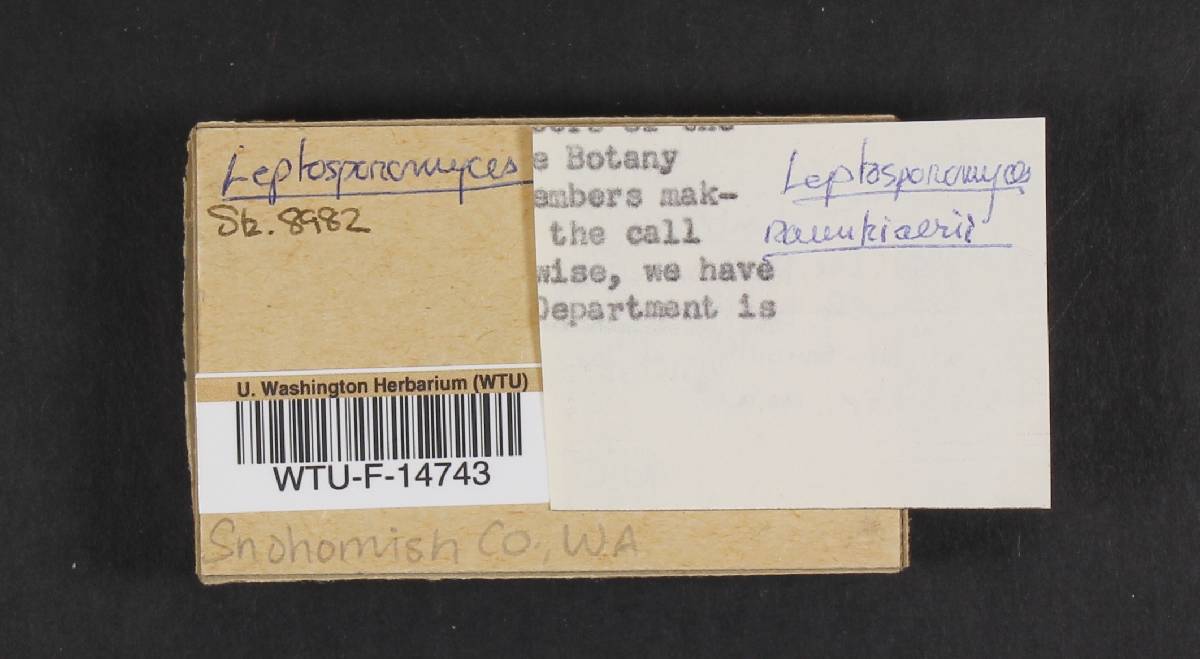 Leptosporomyces
Stz. 8982
U. Washington Herbarium (WTU)
WTU-F-14743
Snohomish Co., WA
e Botany
embers mak-
the call
wise, we have
Department is
Leptosporomyces
raunkiaerii